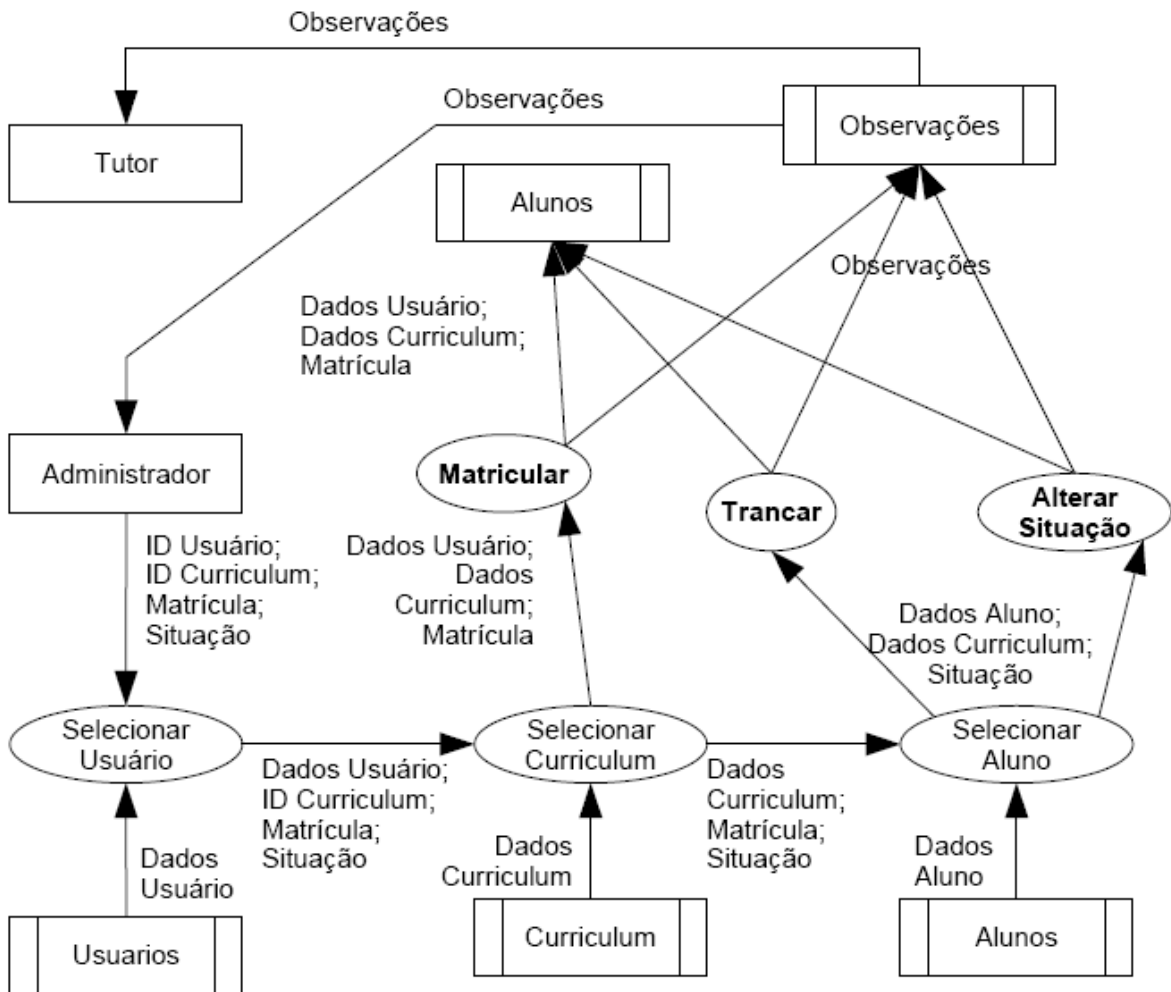 Observações
Observações
Observações
Tutor
Alunos
Observações
Dados Usuário;
Dados Curriculum;
Matrícula
Administrador
Matricular
Trancar
Alterar
Situação
ID Usuário;
ID Curriculum;
Matrícula;
Situação
Dados Usuário;
Dados
Curriculum;
Matrícula
Dados Aluno;
Dados Curriculum;
Situação
Selecionar
Usuário
Selecionar
Curriculum
Selecionar
Aluno
Dados Usuário;
ID Curriculum;
Matrícula;
Situação
Dados
Curriculum;
Matrícula;
Situação
Dados
Usuário
Dados
Curriculum
Dados
Aluno
Usuarios
Curriculum
Alunos